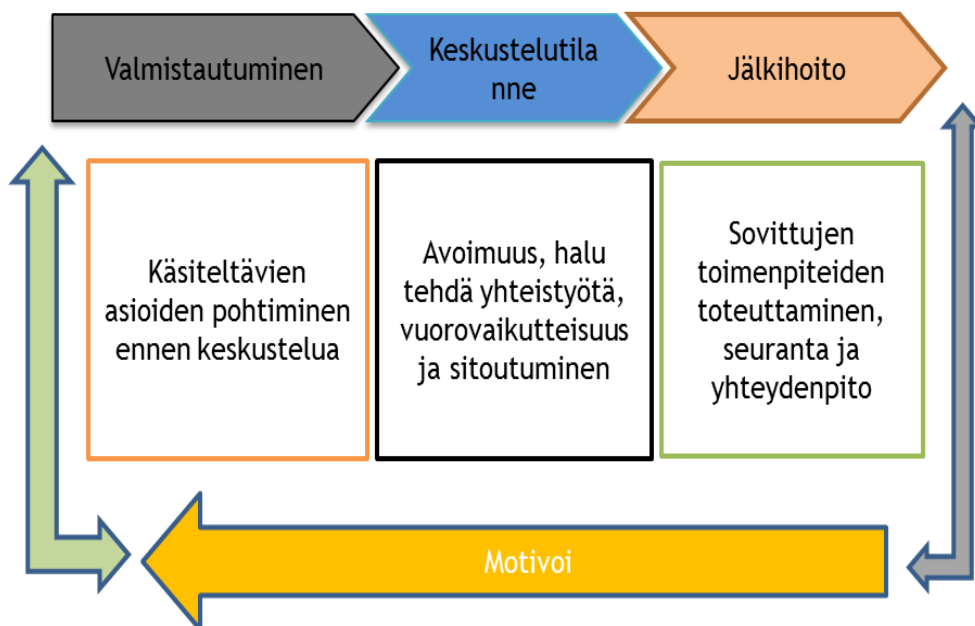 Valmistautuminen
Keskustelutila
nne
Jälkihoito
Käsiteltävien
asioiden pohtiminen
ennen keskustelua
Avoimuus, halu
tehdä yhteistyötä,
vuorovaikutteisuus
ja sitoutuminen
Sovittujen
toimenpiteiden
toteuttaminen,
seuranta ja
yhteydenpito
Motivoi